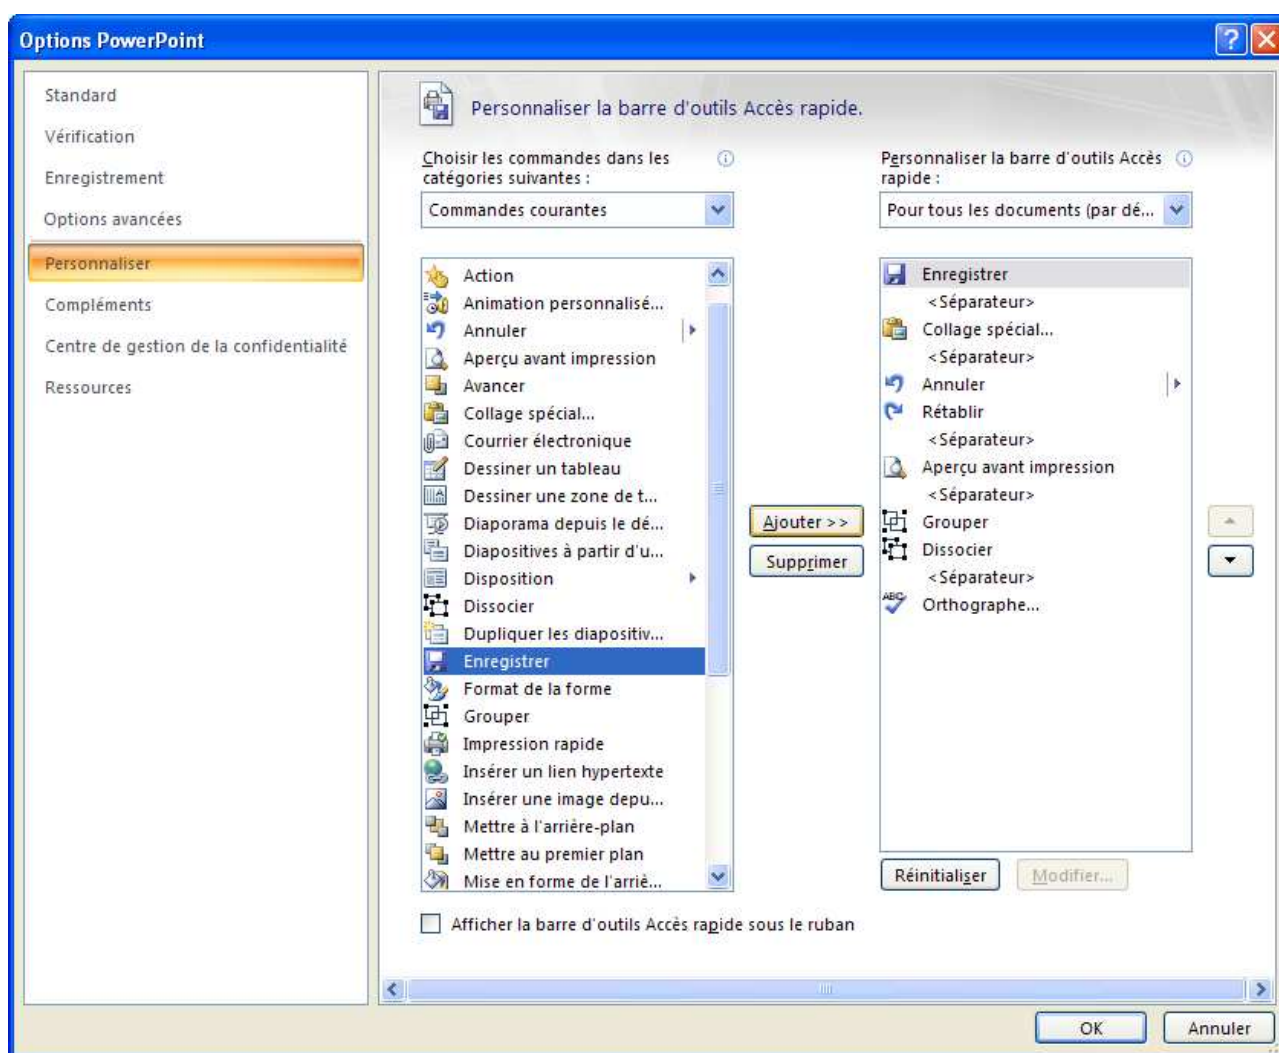 Options PowerPoint
Standard
Vérification
Enregistrement
Options avancées
Personnaliser
Compléments
Centre de gestion de la confidentialité
Ressources
Personnaliser la barre d'outils Accès rapide.
Choisir les commandes dans les
catégories suivantes :
Commandes courantes
Action
Animation personnalisé...
Annuler
Aperçu avant impression
Avancer
Collage spécial...
Courrier électronique
Dessiner un tableau
Dessiner une zone de t...
Diaporama depuis le dé...
Diapositives à partir d'u...
Disposition
Dissocier
Dupliquer les diapositiv...
Enregistrer
Format de la forme
Grouper
Impression rapide
Insérer un lien hypertexte
Insérer une image depu...
Mettre à l'arrière-plan
Mettre au premier plan
Mise en forme de l'arriè...
Ajouter >>
Supprimer
Personnaliser la barre d'outils Accès
rapide :
Pour tous les documents (par dé...
Enregistrer
<Séparateur>
Collage spécial...
<Séparateur>
Annuler
Rétablir
<Séparateur>
Aperçu avant impression
<Séparateur>
Grouper
Dissocier
<Séparateur>
ABC
Orthographe...
Réinitialiser
Modifier...
Afficher la barre d'outils Accès rapide sous le ruban
OK
Annuler